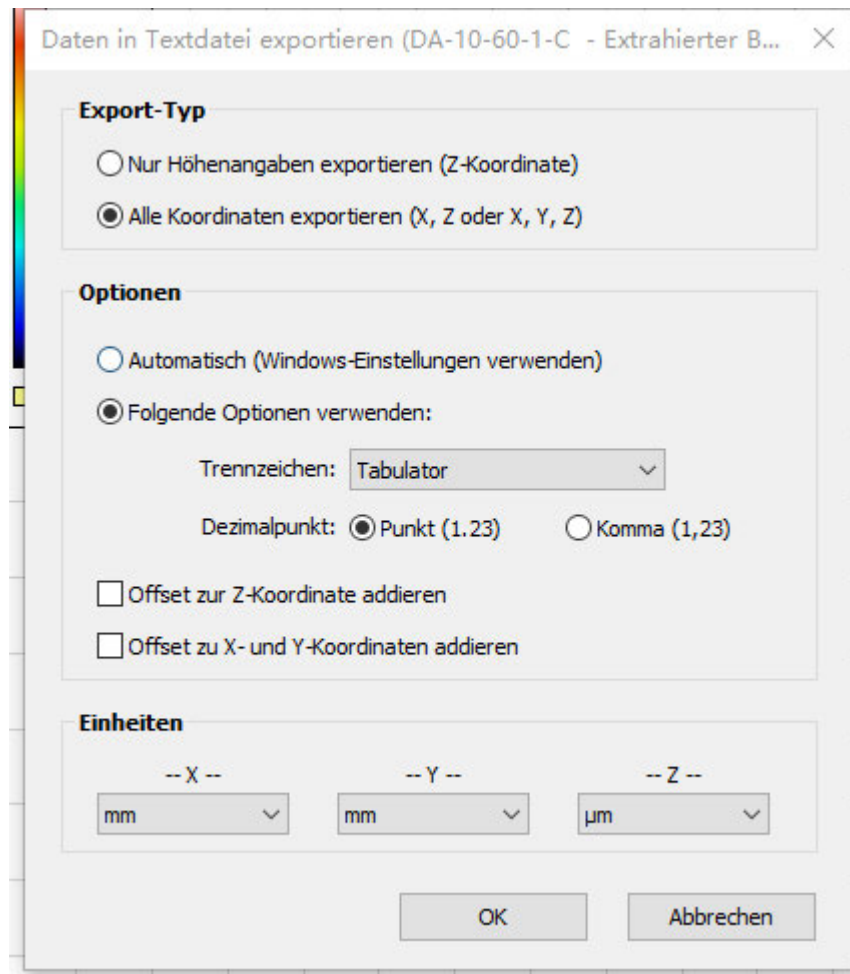 Daten in Textdatei exportieren (DA-10-60-1-C - Extrahierter B...
Export-Typ
Nur Höhenangaben exportieren (Z-Koordinate)
Alle Koordinaten exportieren (X, Z oder X, Y, Z)
Optionen
Automatisch (Windows-Einstellungen verwenden)
Folgende Optionen verwenden:
Trennzeichen: Tabulator
Dezimalpunkt: Punkt (1.23) Komma (1,23)
Offset zur Z-Koordinate addieren
Offset zu X- und Y-Koordinaten addieren
Einheiten
-- X -- -- Y -- -- Z --
mm mm µm
OK Abbrechen